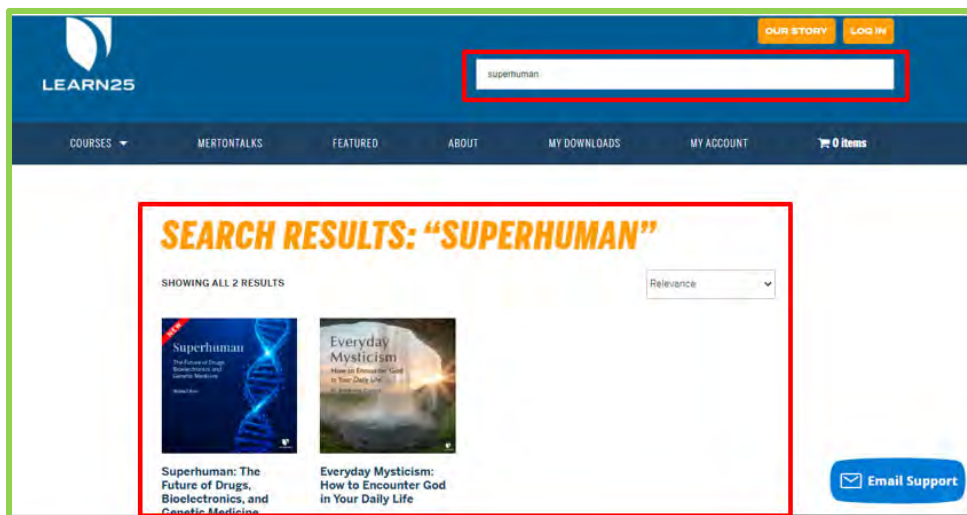 OUR STORY LOG IN
LEARN25
superhuman
COURSES MERTONTALKS FEATURED ABOUT MY DOWNLOADS MY ACCOUNT 0 items
SEARCH RESULTS: “SUPERHUMAN”
SHOWING ALL 2 RESULTS
Relevance
NEW
Superhuman
The Future of Drugs,
Bioelectronics and
Genetic Medicine
Everyday
Mysticism
How to Encounter God
in Your Daily Life
Superhuman: The
Future of Drugs,
Bioelectronics, and
Genetic Medicine
Everyday Mysticism:
How to Encounter God
in Your Daily Life
Email Support